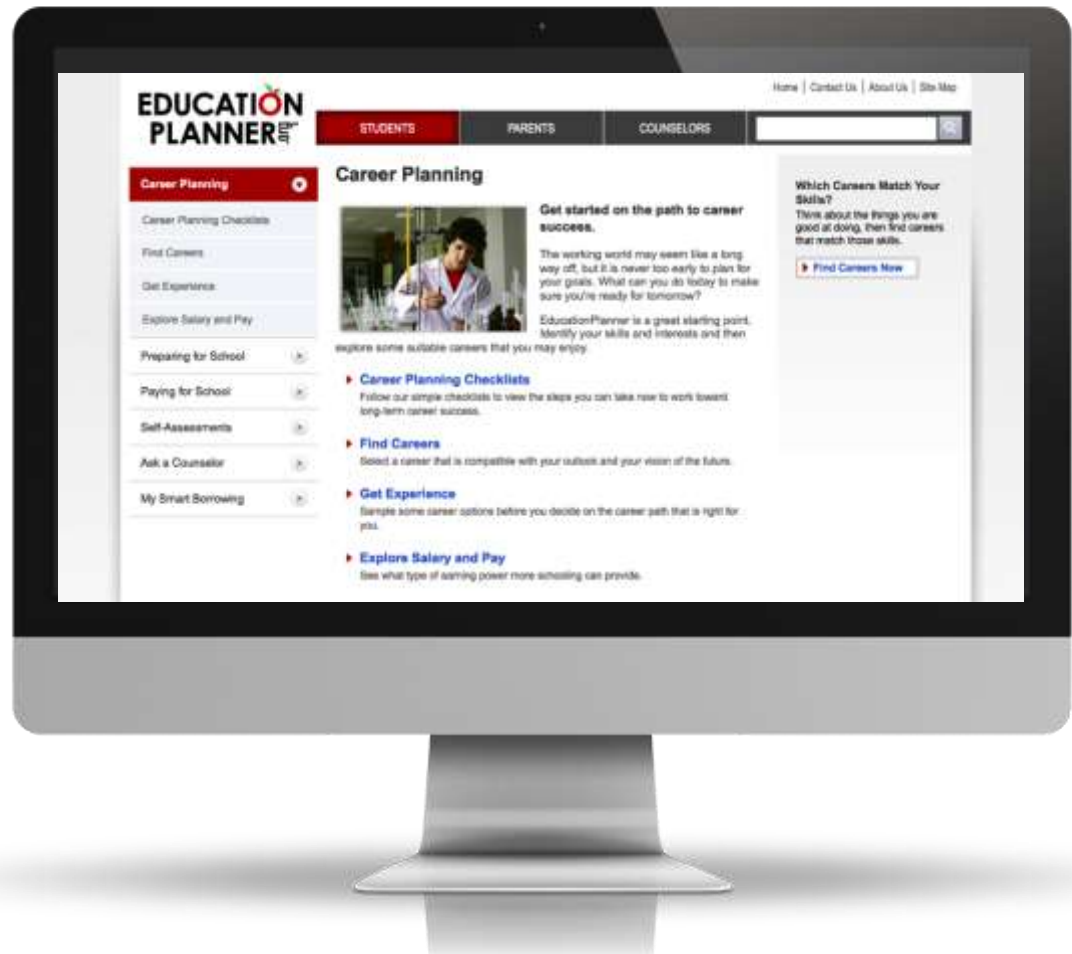 Home | Contact Us | About Us | Site Map
EDUCATION
PLANNER.org
STUDENTS
PARENTS
COUNSELORS
Career Planning
Career Planning Checklists
Find Careers
Get Experience
Explore Salary and Pay
Preparing for School
Paying for School
Self-Assessments
Ask a Counselor
My Smart Borrowing
Career Planning
Get started on the path to career
success.
The working world may seem like a long
way off, but it is never too early to plan for
your goals. What can you do today to make
sure you're ready for tomorrow?
EducationPlanner is a great starting point.
Identify your skills and interests and then
explore some suitable careers that you may enjoy.
Career Planning Checklists
Follow our simple checklists to view the steps you can take now to work toward
long-term career success.
Find Careers
Select a career that is compatible with your outlook and your vision of the future.
Get Experience
Sample some career options before you decide on the career path that is right for
you.
Explore Salary and Pay
See what type of earning power more schooling can provide.
Which Careers Match Your
Skills?
Think about the things you are
good at doing, then find careers
that match those skills.
Find Careers Now